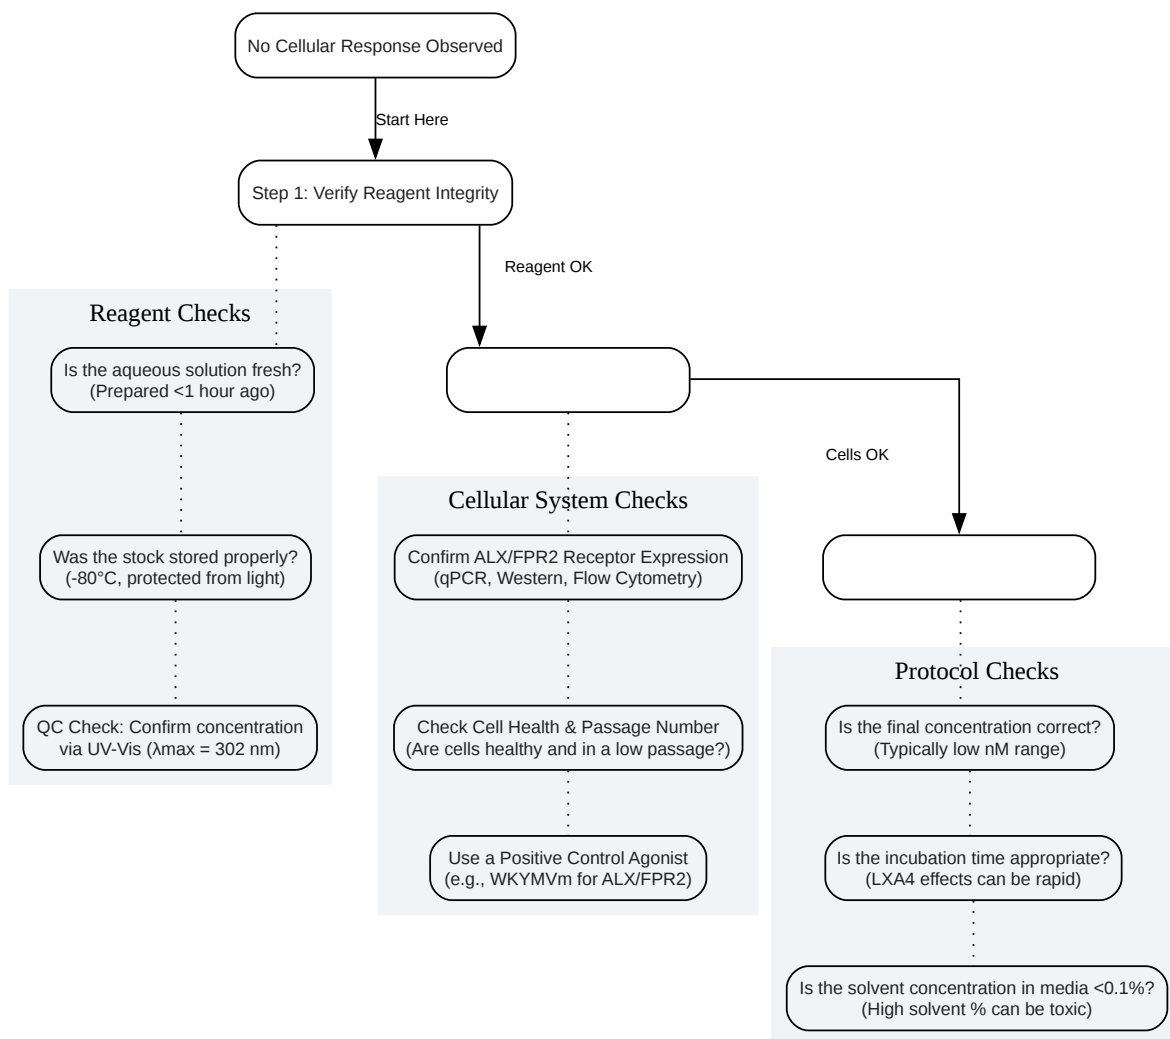 No Cellular Response Observed
Start Here
Step 1: Verify Reagent Integrity
Reagent OK
Reagent Checks
Is the aqueous solution fresh?
(Prepared <1 hour ago)
Was the stock stored properly?
(-80°C, protected from light)
QC Check: Confirm concentration
via UV-Vis (λmax = 302 nm)
Cells OK
Cellular System Checks
Confirm ALX/FPR2 Receptor Expression
(qPCR, Western, Flow Cytometry)
Check Cell Health & Passage Number
(Are cells healthy and in a low passage?)
Use a Positive Control Agonist
(e.g., WKYMVm for ALX/FPR2)
Protocol Checks
Is the final concentration correct?
(Typically low nM range)
Is the incubation time appropriate?
(LXA4 effects can be rapid)
Is the solvent concentration in media <0.1%?
(High solvent % can be toxic)